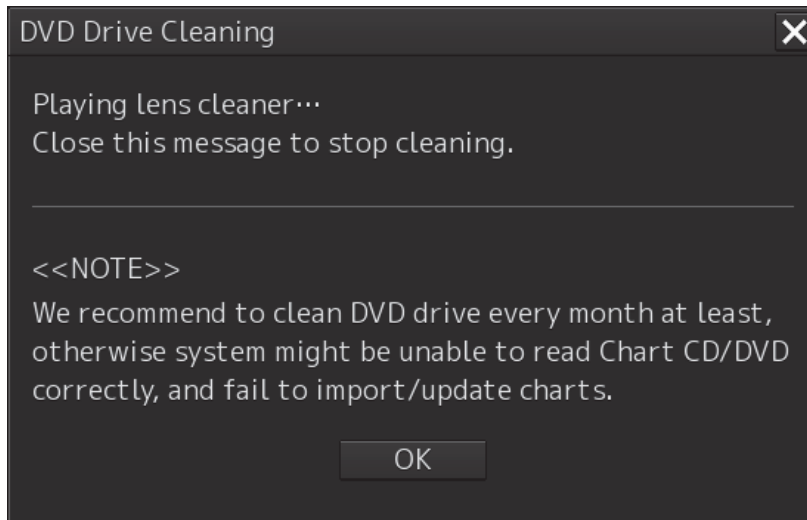 DVD Drive Cleaning
Playing lens cleaner⋯
Close this message to stop cleaning.
<<NOTE>>
We recommend to clean DVD drive every month at least,
otherwise system might be unable to read Chart CD/DVD
correctly, and fail to import/update charts.
OK